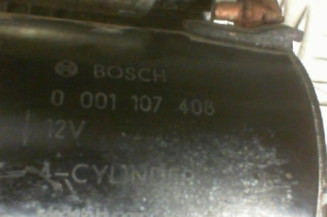 BOSCH
0 001 107 408
12V
4-CYLINDER